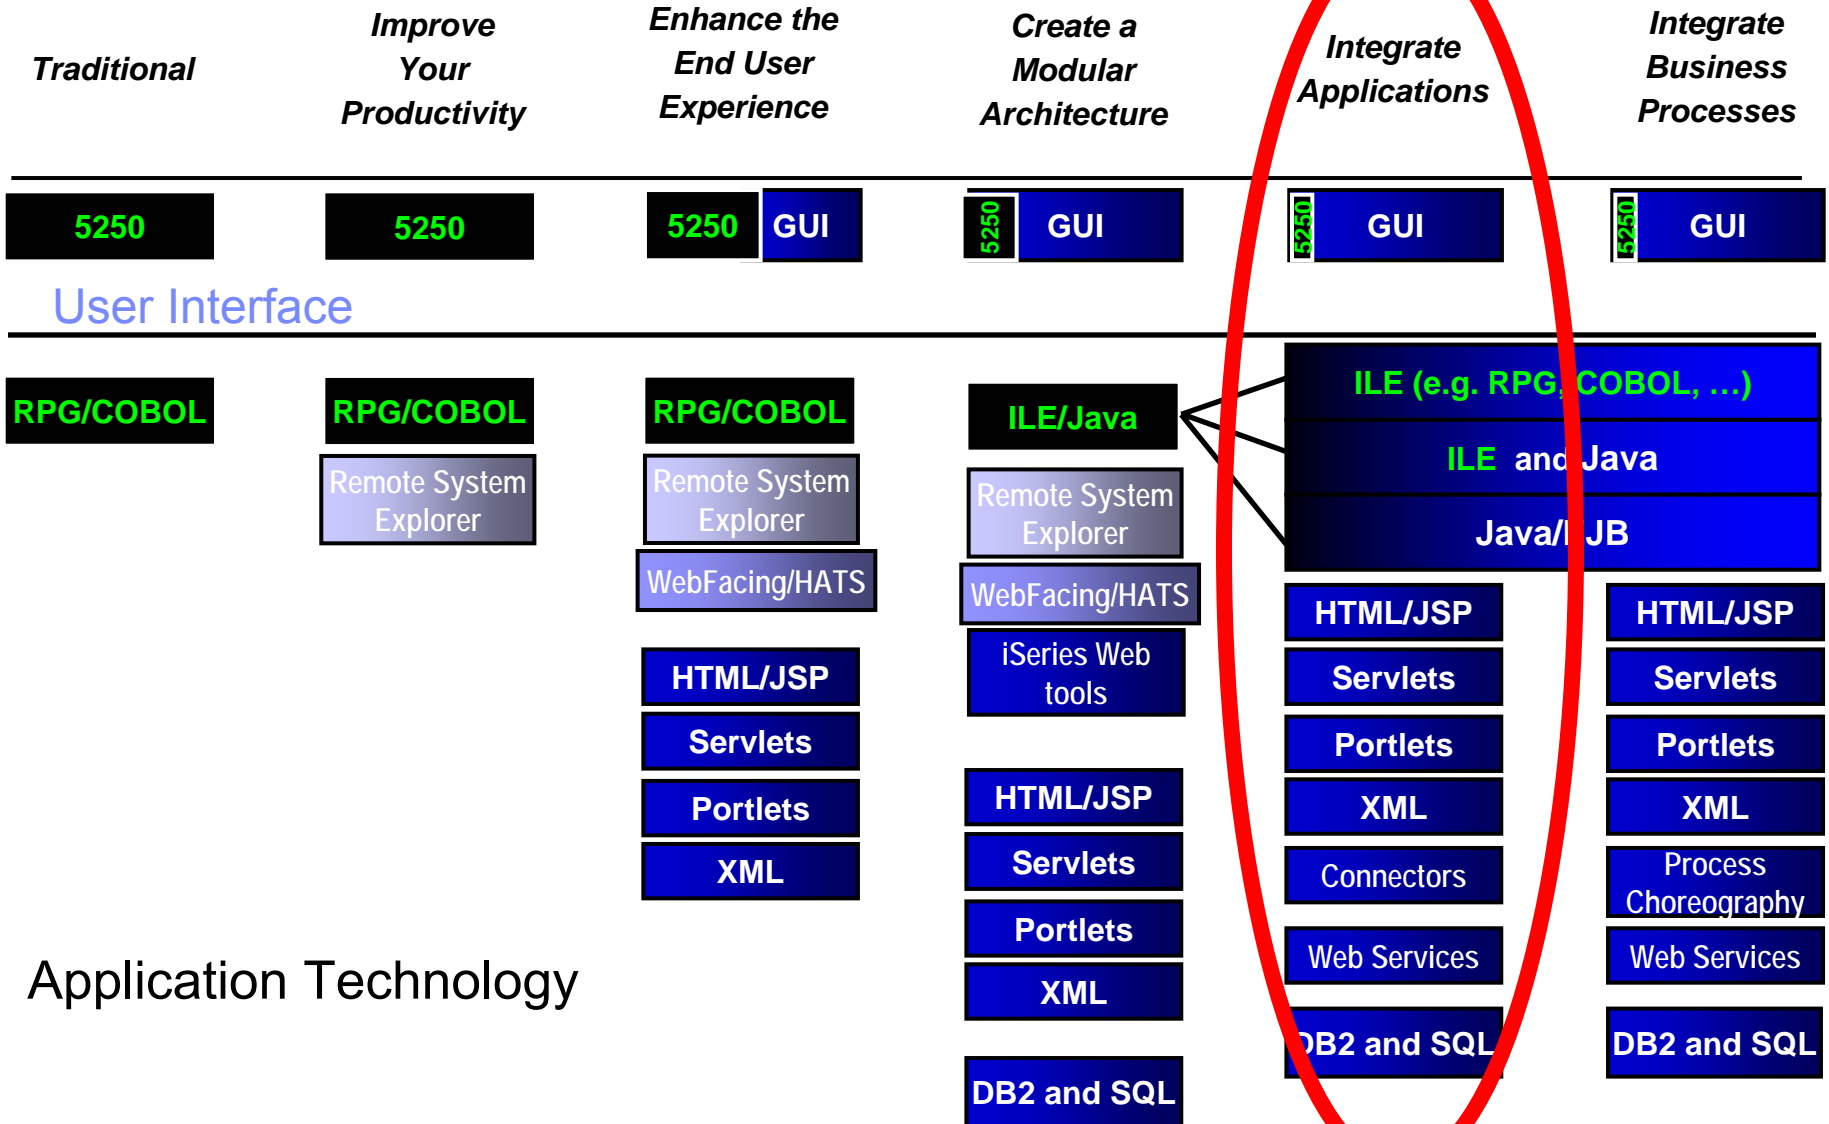 Traditional
Improve
Your
Productivity
Enhance the
End User
Experience
Create a
Modular
Architecture
Integrate
Applications
Integrate
Business
Processes
5250
5250
5250
GUI
5250
GUI
5250
GUI
5250
GUI
User Interface
RPG/COBOL
RPG/COBOL
Remote System
Explorer
RPG/COBOL
Remote System
Explorer
WebFacing/HATS
HTML/JSP
Servlets
Portlets
XML
ILE/Java
Remote System
Explorer
WebFacing/HATS
iSeries Web
tools
HTML/JSP
Servlets
Portlets
XML
DB2 and SQL
ILE (e.g. RPG, COBOL, …)
ILE and Java
Java/EJB
HTML/JSP
Servlets
Portlets
XML
Connectors
Web Services
DB2 and SQL
HTML/JSP
Servlets
Portlets
XML
Process
Choreography
Web Services
DB2 and SQL
Application Technology